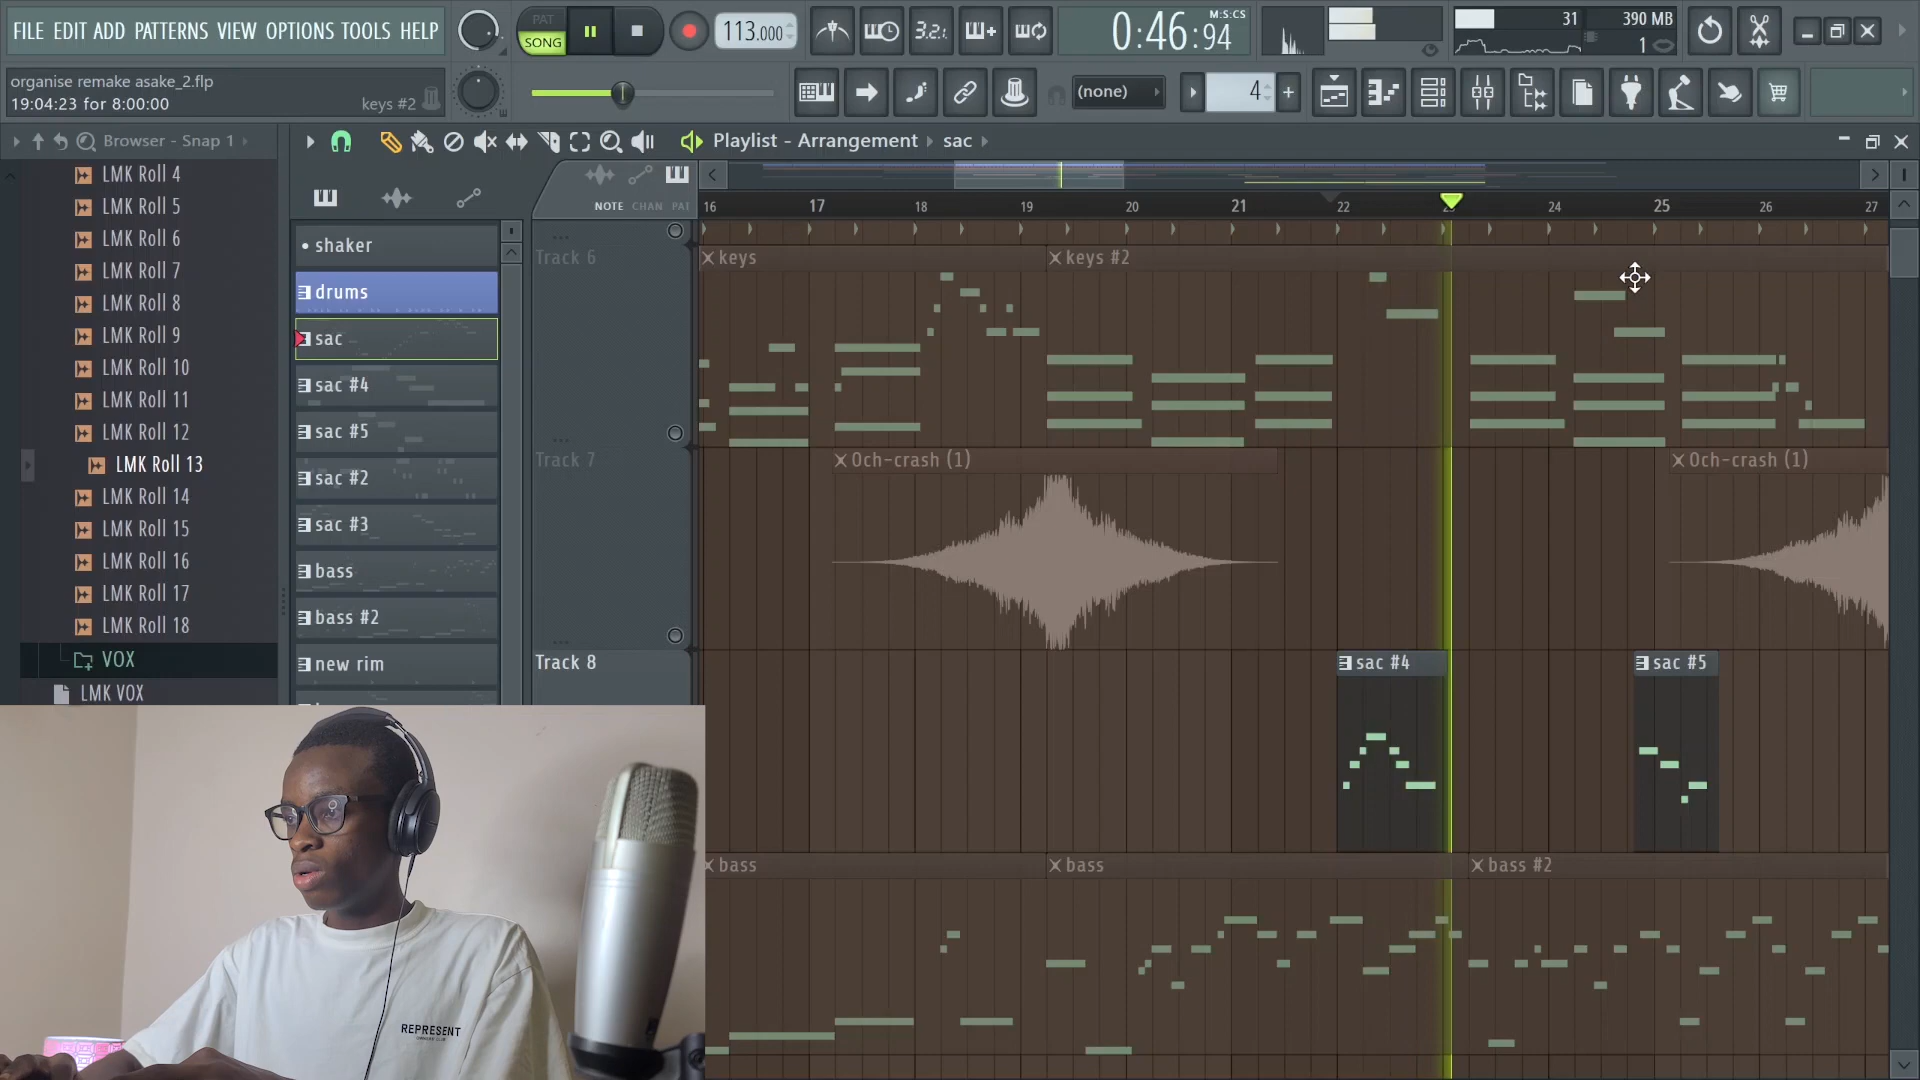 FILE EDIT ADD PATTERNS VIEW OPTIONS TOOLS HELP
PAT
SONG
113.000
3.2.1.
0:46:94
M:S:CS
31
390 MB
1
organise remake asake_2.flp
19:04:23 for 8:00:00
keys #2
(none)
4
Browser - Snap 1
Playlist - Arrangement
sac
NOTE CHAN PAT
16 17 18 19 20 21 22 23 24 25 26 27
LMK Roll 4
LMK Roll 5
LMK Roll 6
LMK Roll 7
LMK Roll 8
LMK Roll 9
LMK Roll 10
LMK Roll 11
LMK Roll 12
LMK Roll 13
LMK Roll 14
LMK Roll 15
LMK Roll 16
LMK Roll 17
LMK Roll 18
VOX
LMK VOX
shaker
drums
sac
sac #4
sac #5
sac #2
sac #3
bass
bass #2
new rim
Track 6
keys
keys #2
Track 7
Och-crash (1)
Och-crash (1)
Track 8
sac #4
sac #5
bass
bass
bass #2
REPRESENT